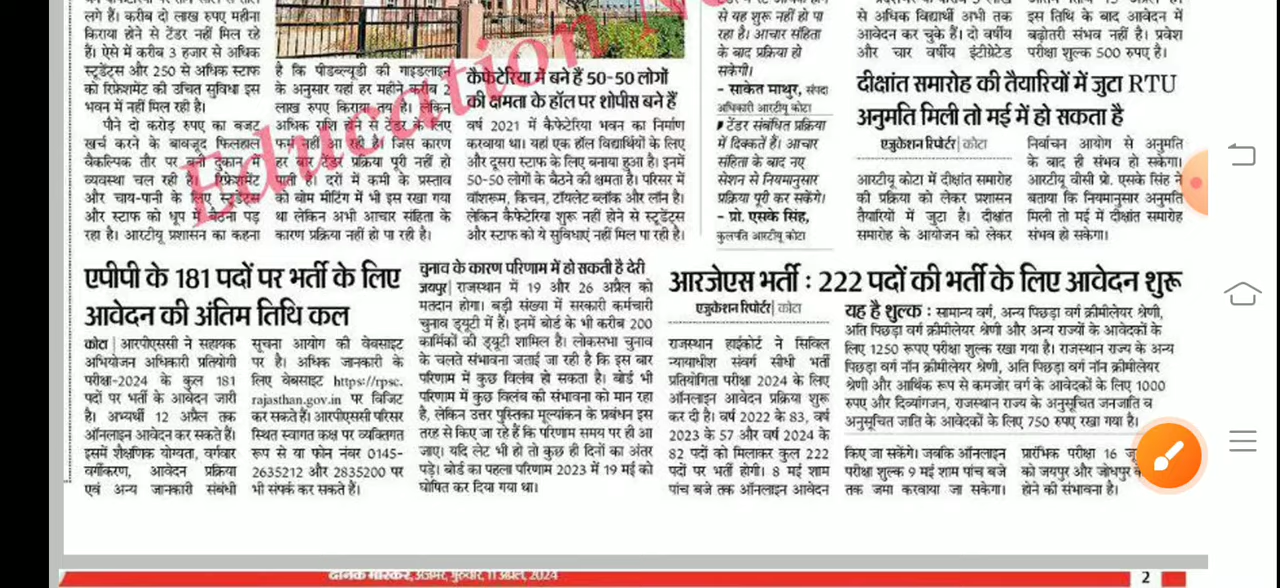 लगे हैं। करीब दो लाख रुपए महीना
किराया होने से टेंडर नहीं मिल रहे
हैं। ऐसे में करीब 3 हजार से अधिक
स्टूडेंट्स और 250 से अधिक स्टाफ
को रिफ्रेशमेंट की उचित सुविधा इस
भवन में नहीं मिल रही है।
पौने दो करोड़ रुपए का बजट
खर्च करने के बावजूद फिलहाल
वैकल्पिक तौर पर बनी दुकान में
व्यवस्था चल रही है। रिफ्रेशमेंट
और चाय-पानी के लिए स्टूडेंट्स
और स्टाफ को धूप में बैठना पड़
रहा है। आरटीयू प्रशासन का कहना
है कि पीडब्ल्यूडी की गाइडलाइन
के अनुसार यहां हर महीने करीब 2
लाख रुपए किराया तय है। लेकिन
अधिक राशि होने से टेंडर के लिए
फर्म नहीं रही है। जिस कारण
हर बार टेंडर प्रक्रिया पूरी नहीं हो
पाती है। दरों में कमी के प्रस्ताव
को बोम मीटिंग में भी इस रखा गया
था लेकिन अभी आचार संहिता के
कारण प्रक्रिया नहीं हो पा रही है।
Education
कैफेटेरिया में बने हैं 50-50 लोगों
की क्षमता के हॉल पर शोपीस बने हैं
वर्ष 2021 में कैफेटेरिया भवन का निर्माण
करवाया था। यहां एक हॉल विद्यार्थियों के लिए
और दूसरा स्टाफ के लिए बनाया हुआ है। इनमें
50-50 लोगों के बैठने की क्षमता है। परिसर में
वॉशरूम, किचन, टॉयलेट ब्लॉक और लॉन है।
लेकिन कैफेटेरिया शुरू नहीं होने से स्टूडेंट्स
और स्टाफ को ये सुविधाएं नहीं मिल पा रही है।
से यह शुरू नहीं हो पा
रहा है। आचार संहिता
के बाद प्रक्रिया हो
सकेगी।
- साकेत माथुर, संपदा
अधिकारी आरटीयू कोटा
टेंडर संबंधित प्रक्रिया
में दिक्कतें हैं। आचार
संहिता के बाद नए
सेशन से नियमानुसार
प्रक्रिया पूरी कर सकेंगे।
- प्रो. एसके सिंह,
कुलपति आरटीयू कोटा
से अधिक विद्यार्थी अभी तक
आवेदन कर चुके हैं। दो वर्षीय
और चार वर्षीय इंटीग्रेटेड
इस तिथि के बाद आवेदन में
बढ़ोतरी संभव नहीं है। प्रवेश
परीक्षा शुल्क 500 रुपए है।
दीक्षांत समारोह की तैयारियों में जुटा RTU
अनुमति मिली तो मई में हो सकता है
एजुकेशन रिपोर्टर| कोटा
आरटीयू कोटा में दीक्षांत समारोह
की प्रक्रिया को लेकर प्रशासन
तैयारियों में जुटा है। दीक्षांत
समारोह के आयोजन को लेकर
निर्वाचन आयोग से अनुमति
के बाद ही संभव हो सकेगा।
आरटीयू वीसी प्रो. एसके सिंह ने
बताया कि नियमानुसार अनुमति
मिली तो मई में दीक्षांत समारोह
संभव हो सकेगा।
एपीपी के 181 पदों पर भर्ती के लिए
आवेदन की अंतिम तिथि कल
कोटा | आरपीएससी ने सहायक
अभियोजन अधिकारी प्रतियोगी
परीक्षा-2024 के कुल 181
पदों पर भर्ती के आवेदन जारी
है। अभ्यर्थी 12 अप्रैल तक
ऑनलाइन आवेदन कर सकते हैं।
इसमें शैक्षणिक योग्यता, वर्गवार
वर्गीकरण, आवेदन प्रक्रिया
एवं अन्य जानकारी संबंधी
सूचना आयोग की वेबसाइट
पर है। अधिक जानकारी के
लिए वेबसाइट https://rpsc.
rajasthan.gov.in पर विजिट
कर सकते हैं। आरपीएससी परिसर
स्थित स्वागत कक्ष पर व्यक्तिगत
रूप से या फोन नंबर 0145-
2635212 और 2835200 पर
भी संपर्क कर सकते हैं।
चुनाव के कारण परिणाम में हो सकती है देरी
जयपुर| राजस्थान में 19 और 26 अप्रैल को
मतदान होगा। बड़ी संख्या में सरकारी कर्मचारी
चुनाव ड्यूटी में हैं। इनमें बोर्ड के भी करीब 200
कार्मिकों की ड्यूटी शामिल है। लोकसभा चुनाव
के चलते संभावना जताई जा रही है कि इस बार
परिणाम में कुछ विलंब हो सकता है। बोर्ड भी
परिणाम में कुछ विलंब की संभावना को मान रहा
है, लेकिन उत्तर पुस्तिका मूल्यांकन के प्रबंधन इस
तरह से किए जा रहे हैं कि परिणाम समय पर ही आ
जाए। यदि लेट भी हो तो कुछ ही दिनों का अंतर
पड़े। बोर्ड का पहला परिणाम 2023 में 19 मई को
घोषित कर दिया गया था।
आरजेएस भर्ती : 222 पदों की भर्ती के लिए आवेदन शुरू
एजुकेशन रिपोर्टर| कोटा
राजस्थान हाईकोर्ट ने सिविल
न्यायाधीश संवर्ग सीधी भर्ती
प्रतियोगिता परीक्षा 2024 के लिए
ऑनलाइन आवेदन प्रक्रिया शुरू
कर दी है। वर्ष 2022 के 83, वर्ष
2023 के 57 और वर्ष 2024 के
82 पदों को मिलाकर कुल 222
पदों पर भर्ती होगी। 8 मई शाम
पांच बजे तक ऑनलाइन आवेदन
यह है शुल्क : सामान्य वर्ग, अन्य पिछड़ा वर्ग क्रीमीलेयर श्रेणी,
अति पिछड़ा वर्ग क्रीमीलेयर श्रेणी और अन्य राज्यों के आवेदकों के
लिए 1250 रूपए परीक्षा शुल्क रखा गया है। राजस्थान राज्य के अन्य
पिछड़ा वर्ग नॉन क्रीमीलेयर श्रेणी, अति पिछड़ा वर्ग नॉन क्रीमीलेयर
श्रेणी और आर्थिक रूप से कमजोर वर्ग के आवेदकों के लिए 1000
रुपए और दिव्यांगजन, राजस्थान राज्य के अनुसूचित जनजाति व
अनुसूचित जाति के आवेदकों के लिए 750 रुपए रखा गया है।
किए जा सकेंगे। जबकि ऑनलाइन
परीक्षा शुल्क 9 मई शाम पांच बजे
तक जमा करवाया जा सकेगा।
प्रारंभिक परीक्षा 16
को जयपुर और जोधपुर
होने की संभावना है।
दैनिक भास्कर, अजमेर, गुरुवार, 11 अप्रैल, 2024
2